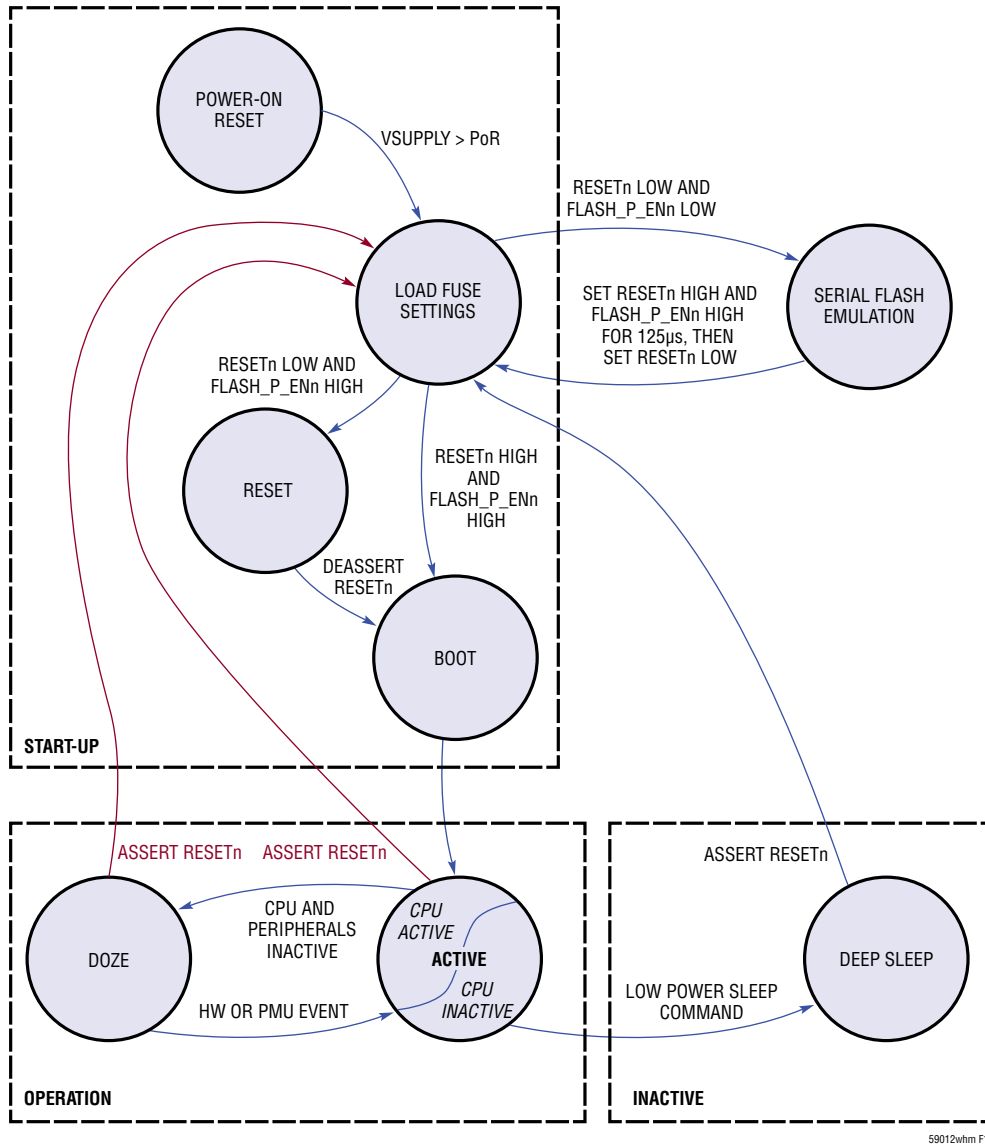 POWER-ON
RESET
VSUPPLY > PoR
RESETn LOW AND
FLASH_P_ENn LOW
LOAD FUSE
SETTINGS
SET RESETn HIGH AND
FLASH_P_ENn HIGH
FOR 125µs, THEN
SET RESETn LOW
SERIAL FLASH
EMULATION
RESETn LOW AND
FLASH_P_ENn HIGH
RESETn HIGH
AND
FLASH_P_ENn
HIGH
RESET
DEASSERT
RESETn
BOOT
START-UP
ASSERT RESETn
ASSERT RESETn
ASSERT RESETn
CPU AND
PERIPHERALS
INACTIVE
CPU
ACTIVE
ACTIVE
CPU
INACTIVE
DOZE
DEEP SLEEP
HW OR PMU EVENT
LOW POWER SLEEP
COMMAND
OPERATION
INACTIVE